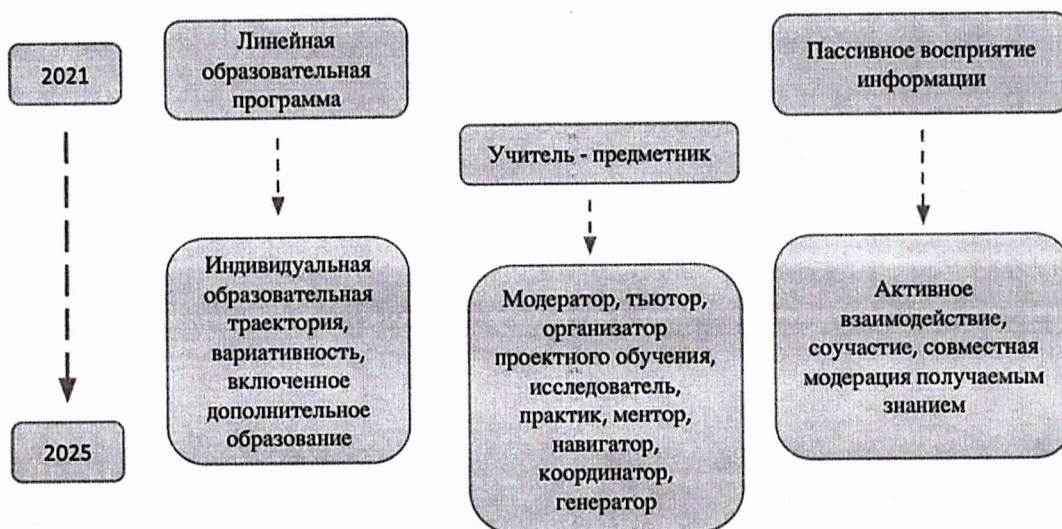 2021
Линейная
образовательная
программа
Пассивное восприятие
информации
Учитель - предметник
Индивидуальная
образовательная
траектория,
вариативность,
включенное
дополнительное
образование
Модератор, тьютор,
организатор
проектного обучения,
исследователь,
практик, ментор,
навигатор,
координатор,
генератор
Активное
взаимодействие,
соучастие, совместная
модерация получаемым
знанием
2025